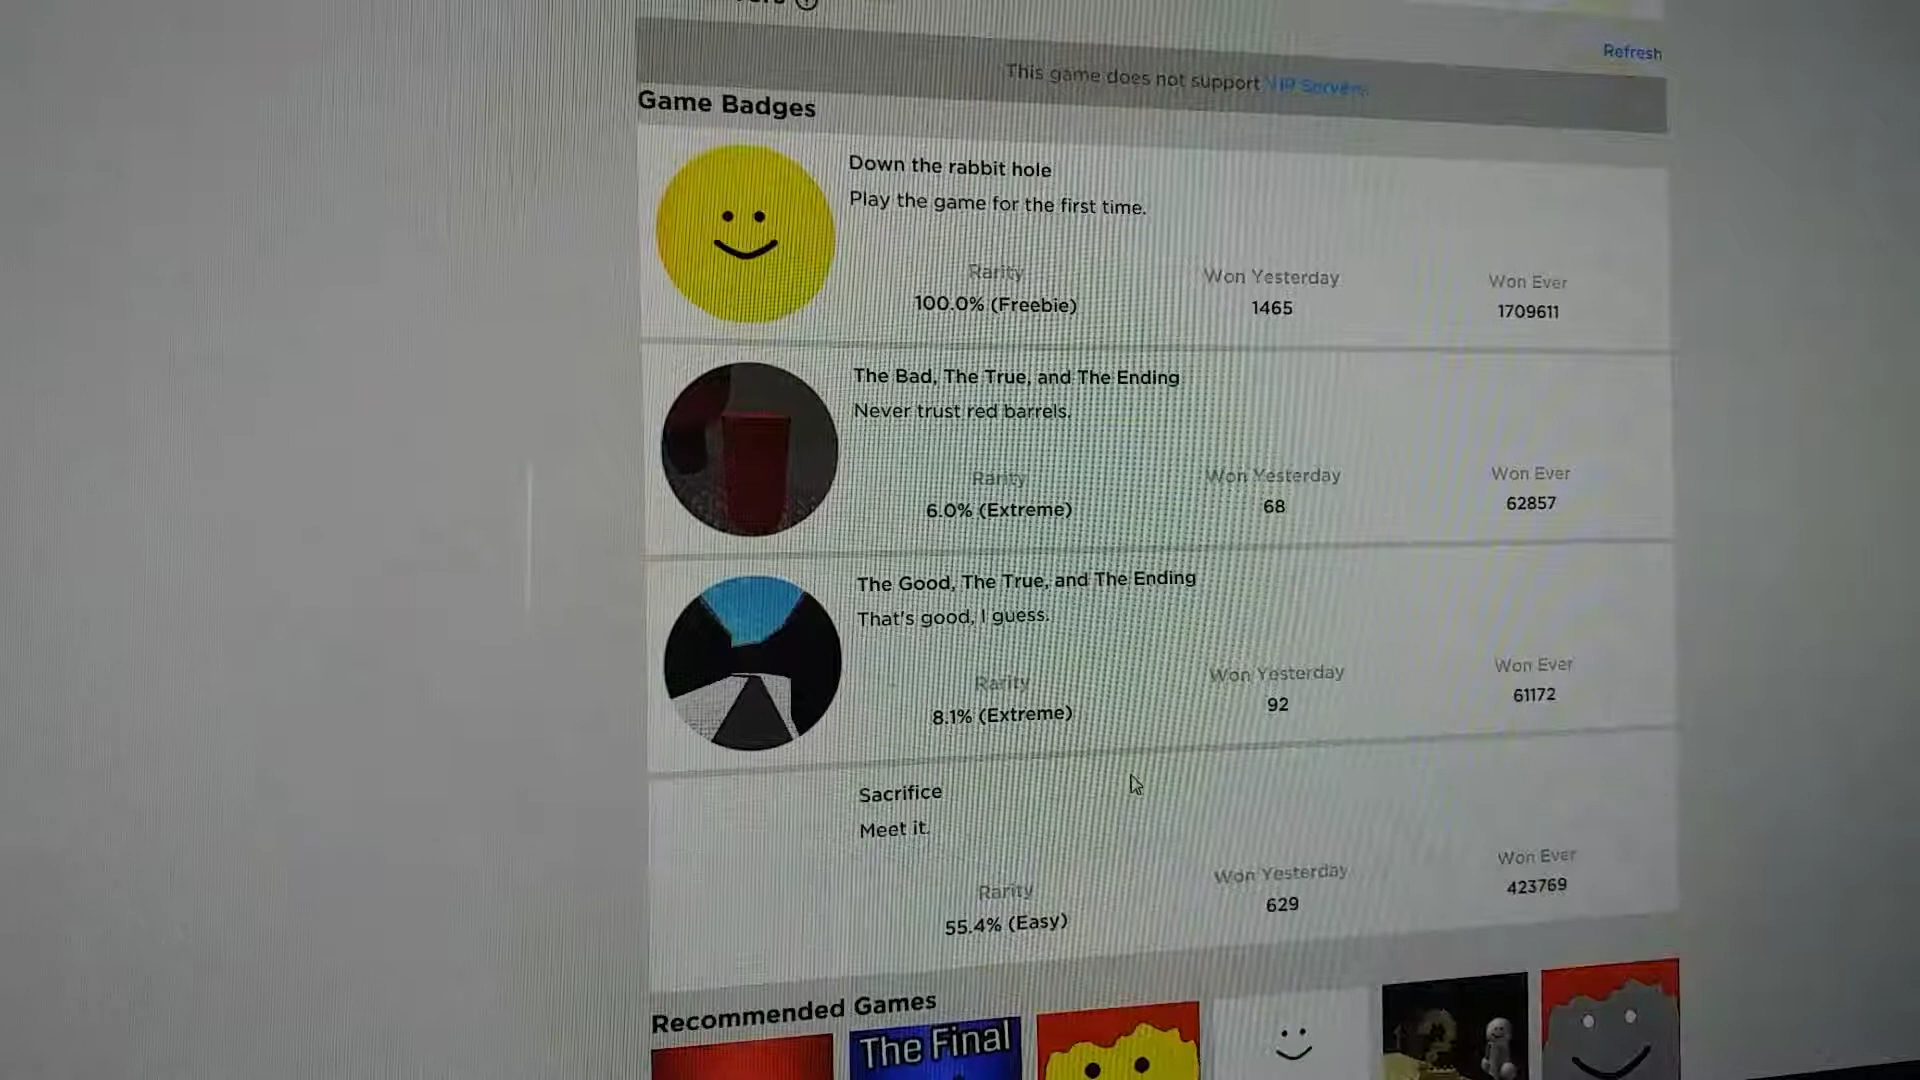 Refresh
This game does not support VIP Servers.
Game Badges
Down the rabbit hole
Play the game for the first time.
Rarity Won Yesterday Won Ever
100.0% (Freebie) 1465 1709611
The Bad, The True, and The Ending
Never trust red barrels.
Rarity Won Yesterday Won Ever
6.0% (Extreme) 68 62857
The Good, The True, and The Ending
That's good, I guess.
Rarity Won Yesterday Won Ever
8.1% (Extreme) 92 61172
Sacrifice
Meet it.
Rarity Won Yesterday Won Ever
55.4% (Easy) 629 423769
Recommended Games
The Final